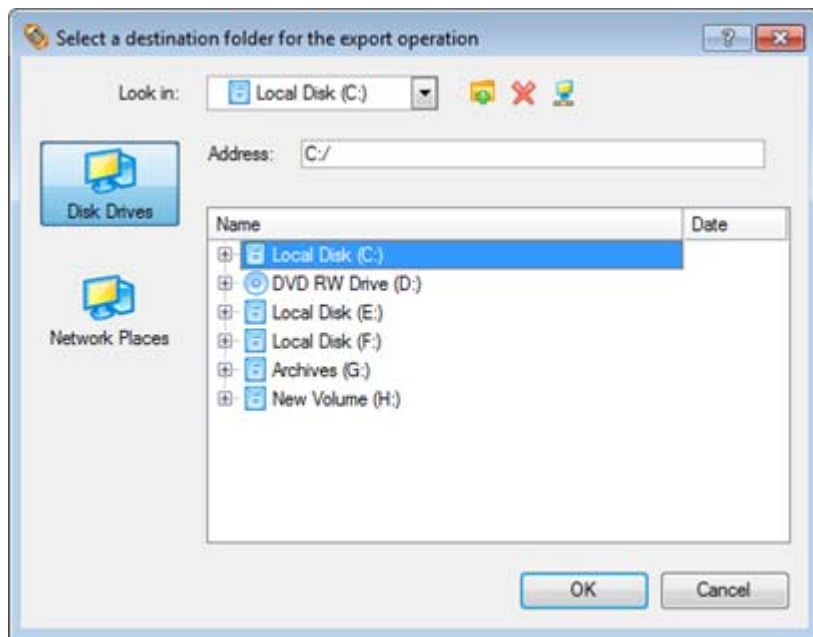 Select a destination folder for the export operation
Look in: Local Disk (C:)
Address: C:/
Disk Drives
Network Places
Name Date
Local Disk (C:)
DVD RW Drive (D:)
Local Disk (E:)
Local Disk (F:)
Archives (G:)
New Volume (H:)
OK Cancel